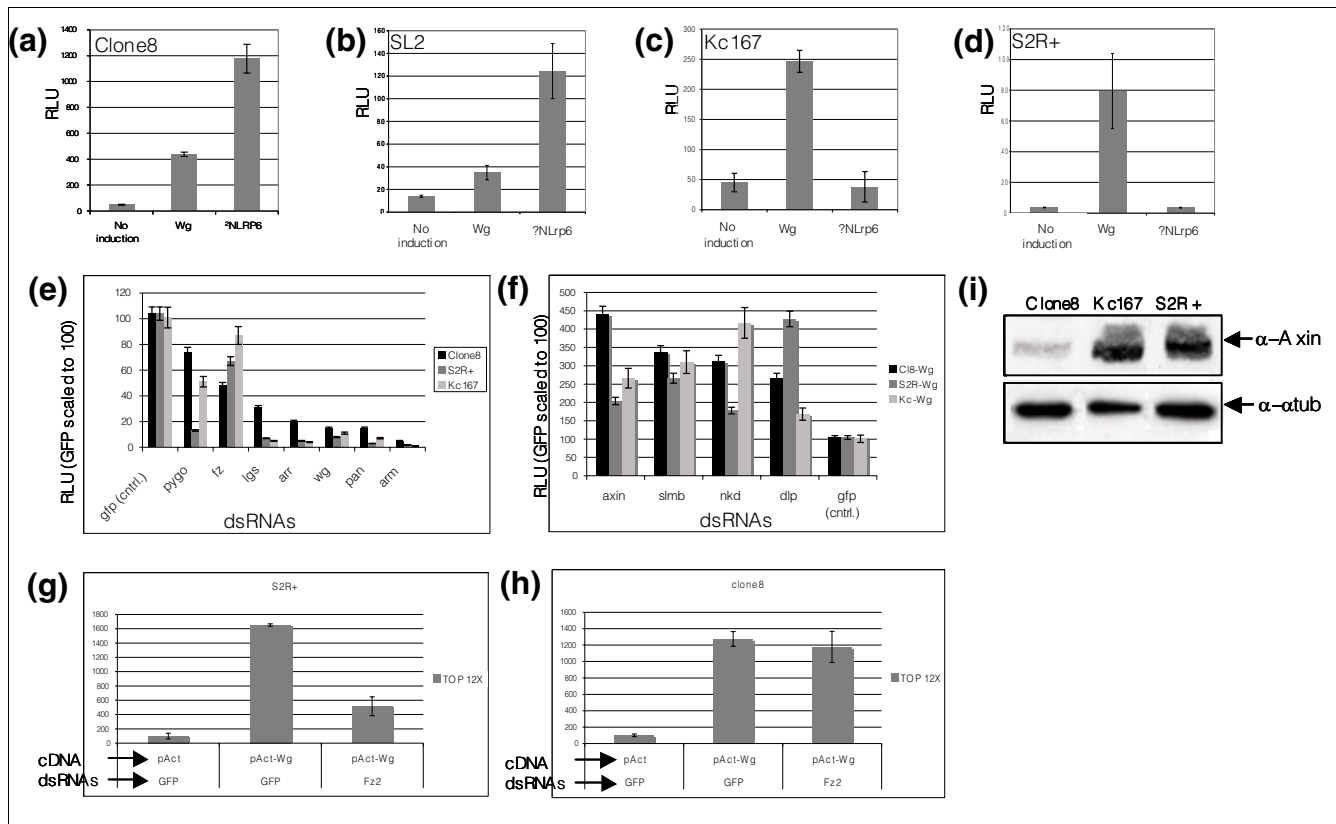 (a)
Clone8
RLU
1400
1200
1000
800
600
400
200
0
No induction
Wg
²NLRP6
(b)
SL2
RLU
160
140
120
100
80
60
40
20
0
No induction
Wg
?NLrp6
(c)
Kc167
RLU
300
250
200
150
100
50
0
No induction
Wg
?NLrp6
(d)
S2R+
RLU
120
100
80
60
40
20
0
No induction
Wg
?NLrp6
(e)
RLU (GFP scaled to 100)
120
100
80
60
40
20
0
Clone8
S2R+
Kc167
gfp (cntrl.)
pygo
fz
lgs
arr
wg
pan
arm
dsRNAs
(f)
RLU (GFP scaled to 100)
500
450
400
350
300
250
200
150
100
50
0
Cl8-Wg
S2R-Wg
Kc-Wg
axin
slmb
nkd
dlp
gfp (cntrl.)
dsRNAs
(i)
Clone8 Kc167 S2R+
α-Axin
α-αtub
(g)
S2R+
1800
1600
1400
1200
1000
800
600
400
200
0
TOP 12X
cDNA pAct pAct-Wg pAct-Wg
dsRNAs GFP GFP Fz2
(h)
clone8
1600
1400
1200
1000
800
600
400
200
0
TOP 12X
cDNA pAct pAct-Wg pAct-Wg
dsRNAs GFP GFP Fz2